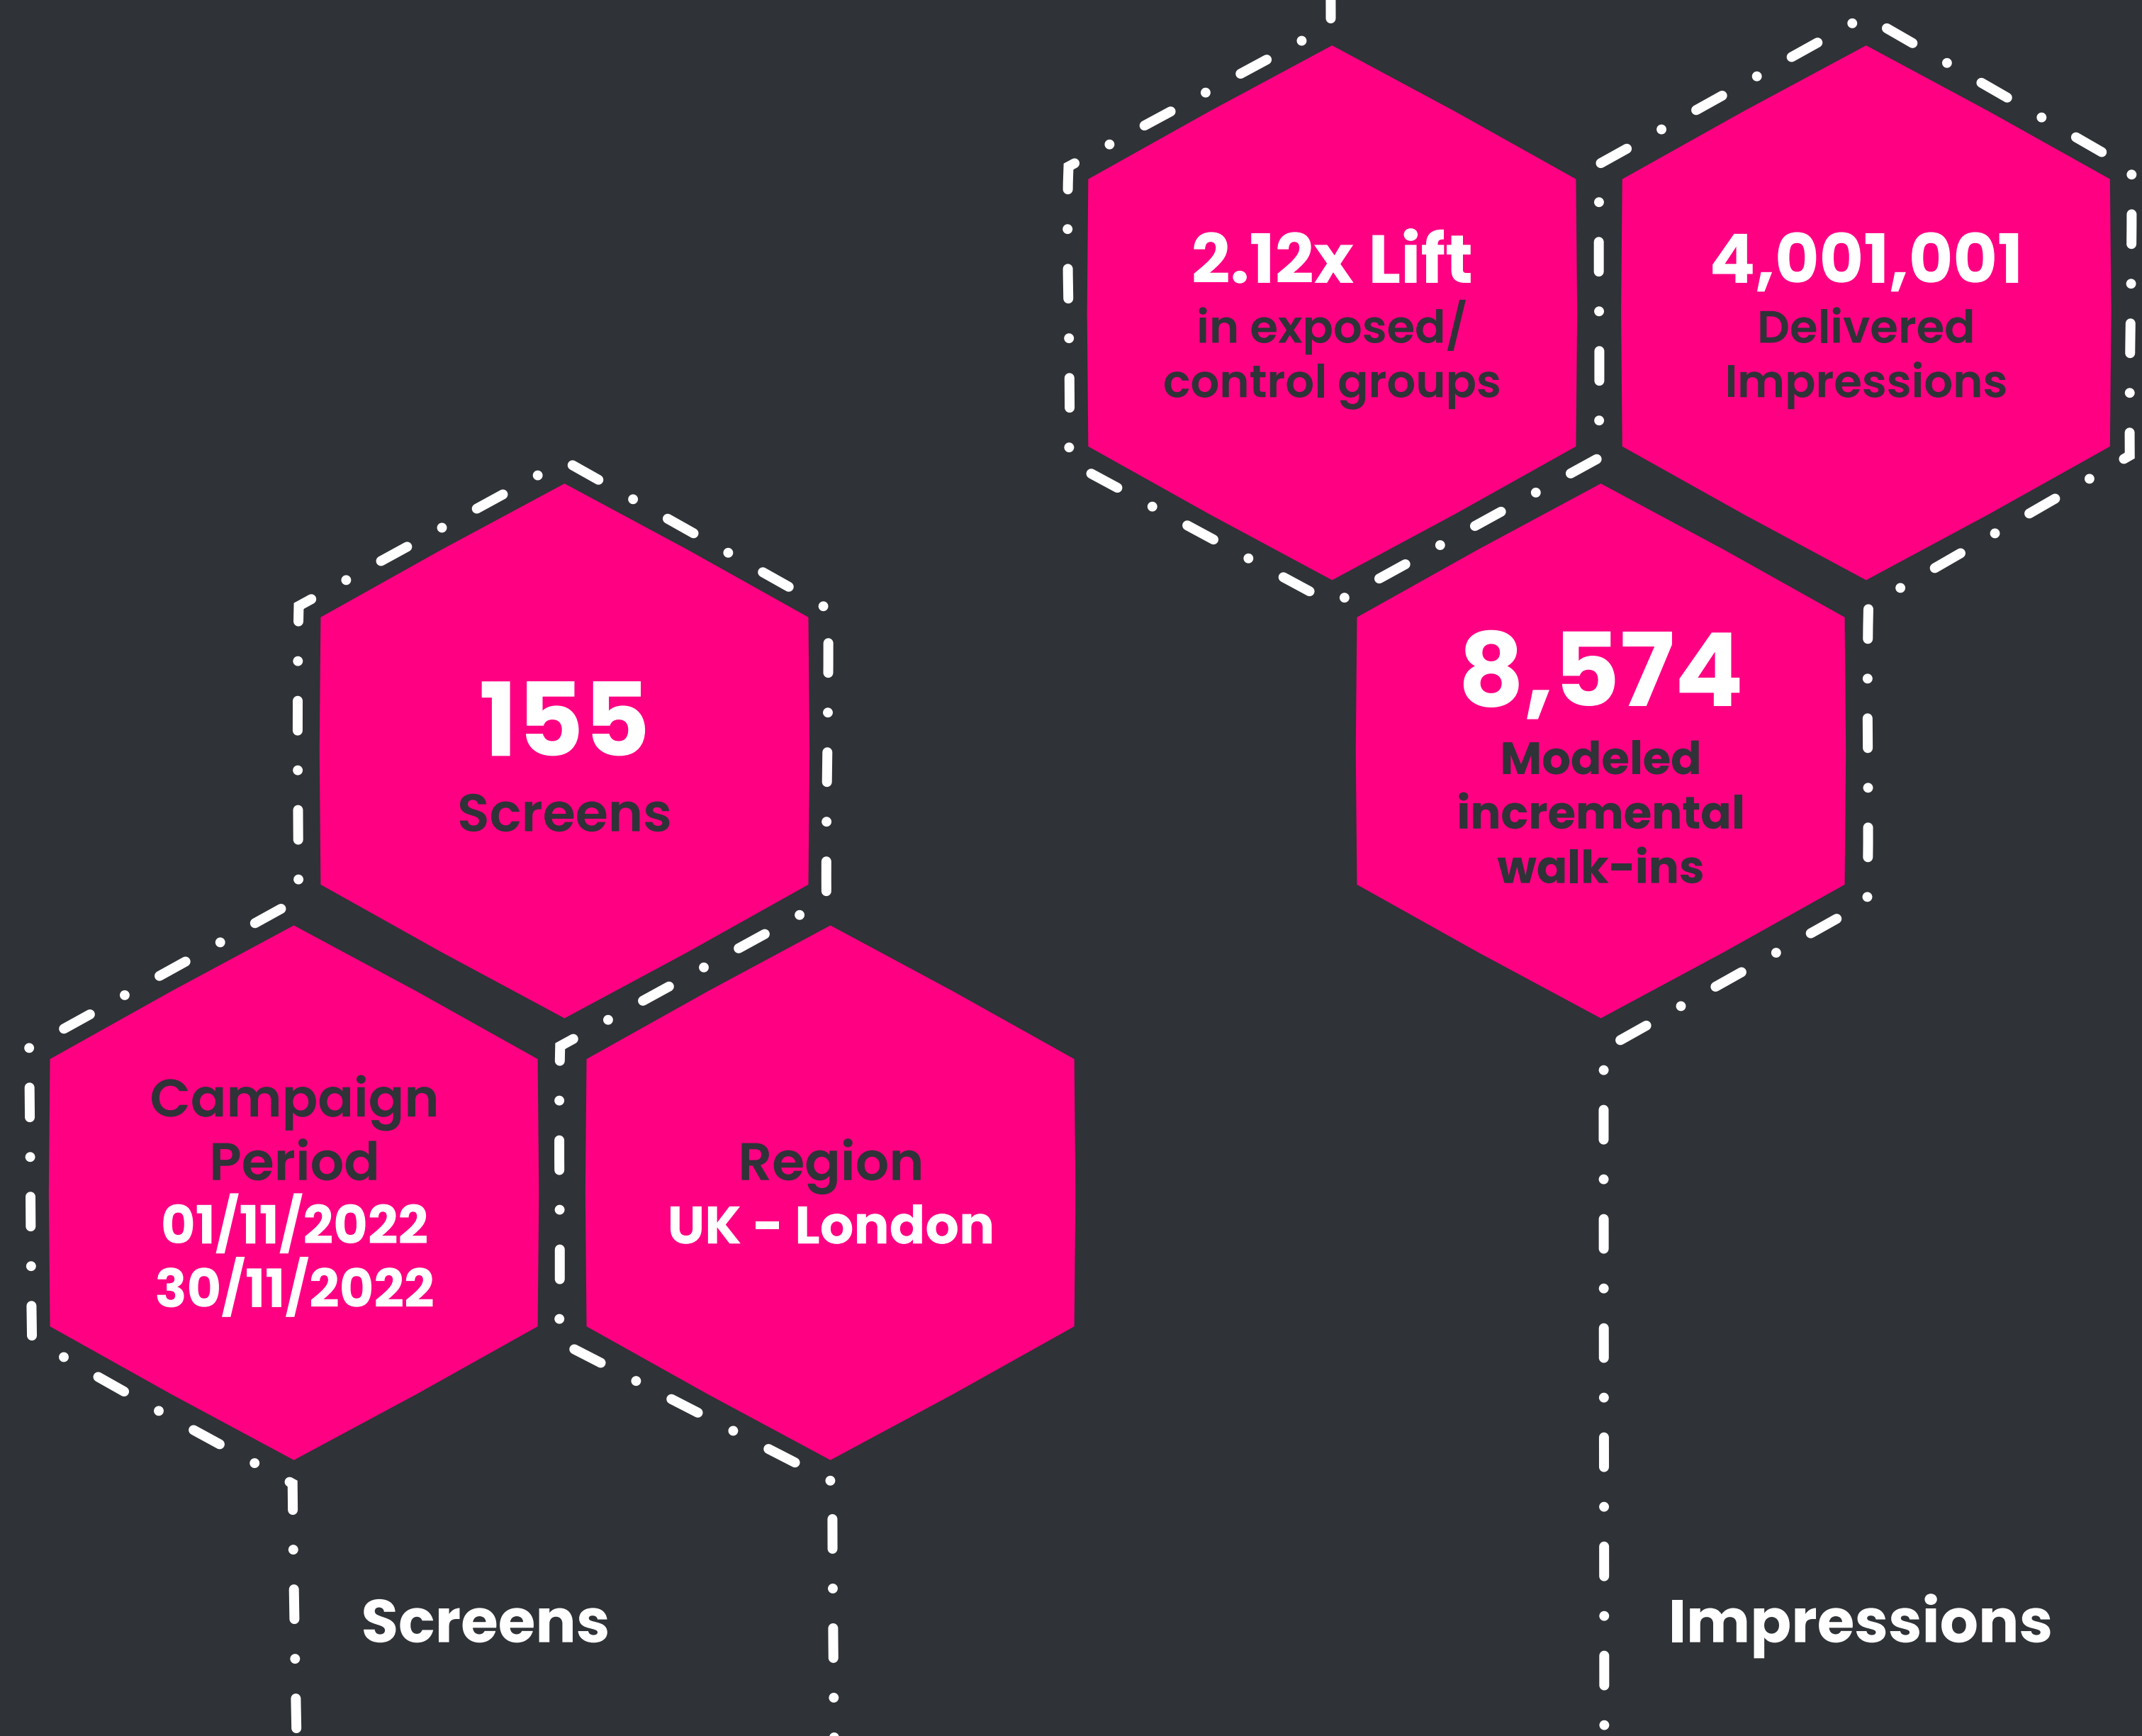 2.12x Lift
in exposed/
control groups
4,001,001
Delivered
Impressions
155
Screens
8,574
Modeled
incremental
walk-ins
Campaign
Period
01/11/2022
30/11/2022
Region
UK - London
Screens
Impressions